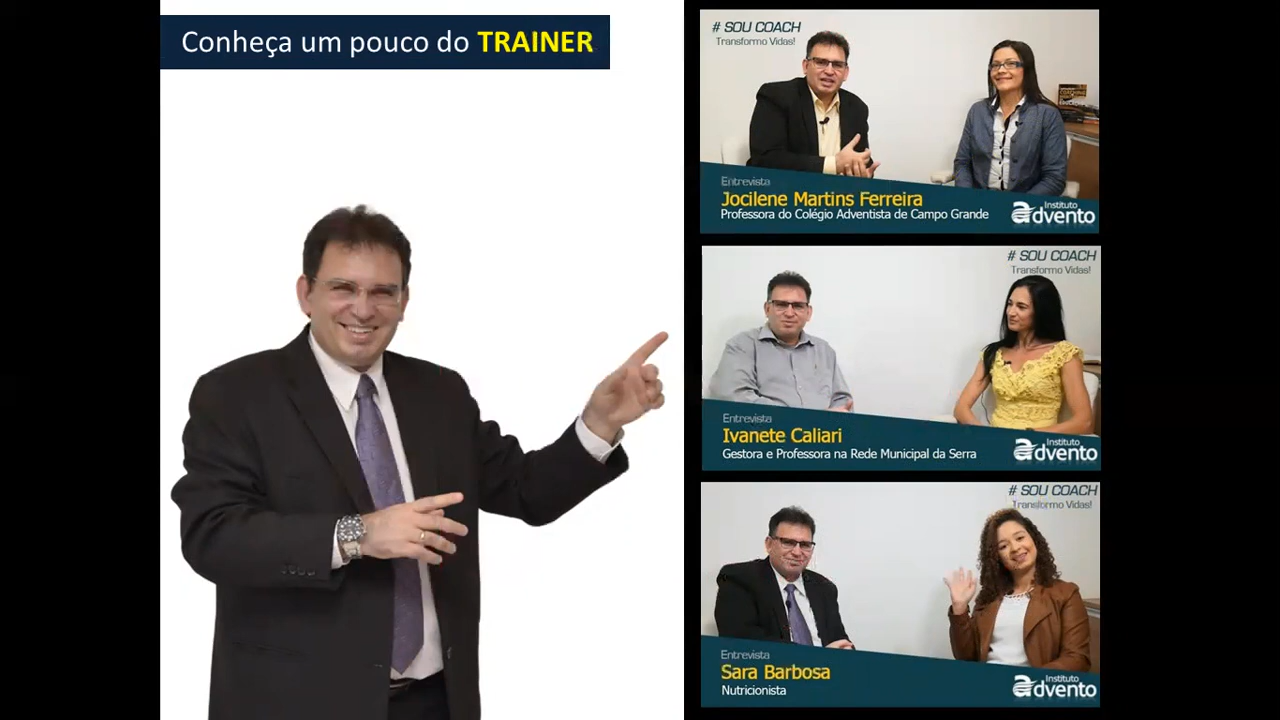 Conheça um pouco do TRAINER
# SOU COACH
Transformo Vidas!
Entrevista
Jocilene Martins Ferreira
Professora do Colégio Adventista de Campo Grande
Instituto
advento
# SOU COACH
Transformo Vidas!
Entrevista
Ivanete Caliari
Gestora e Professora na Rede Municipal da Serra
Instituto
advento
# SOU COACH
Transformo Vidas!
Entrevista
Sara Barbosa
Nutricionista
Instituto
advento